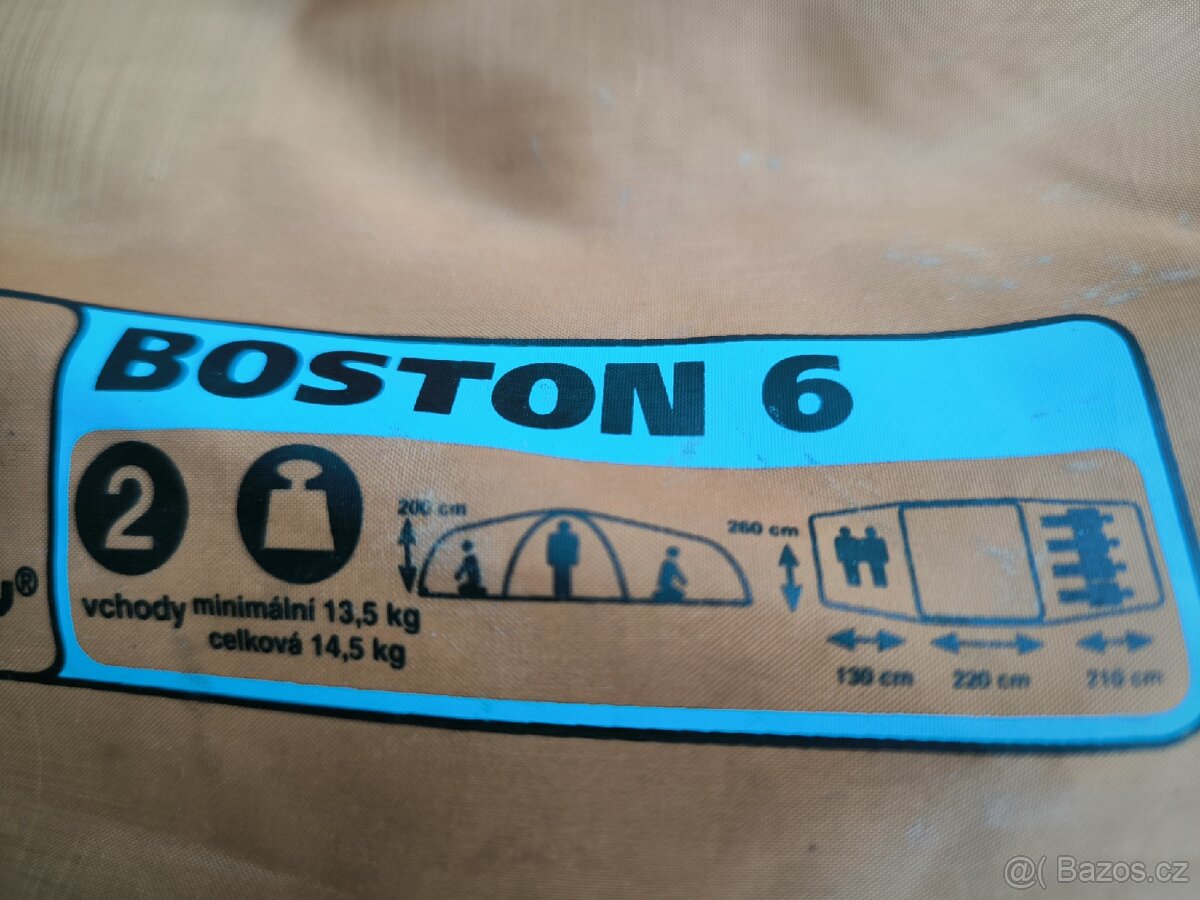 BOSTON 6
2
vchody
minimální 13,5 kg
celková 14,5 kg
200 cm
260 cm
130 cm
220 cm
210 cm
®
@( Bazos.cz